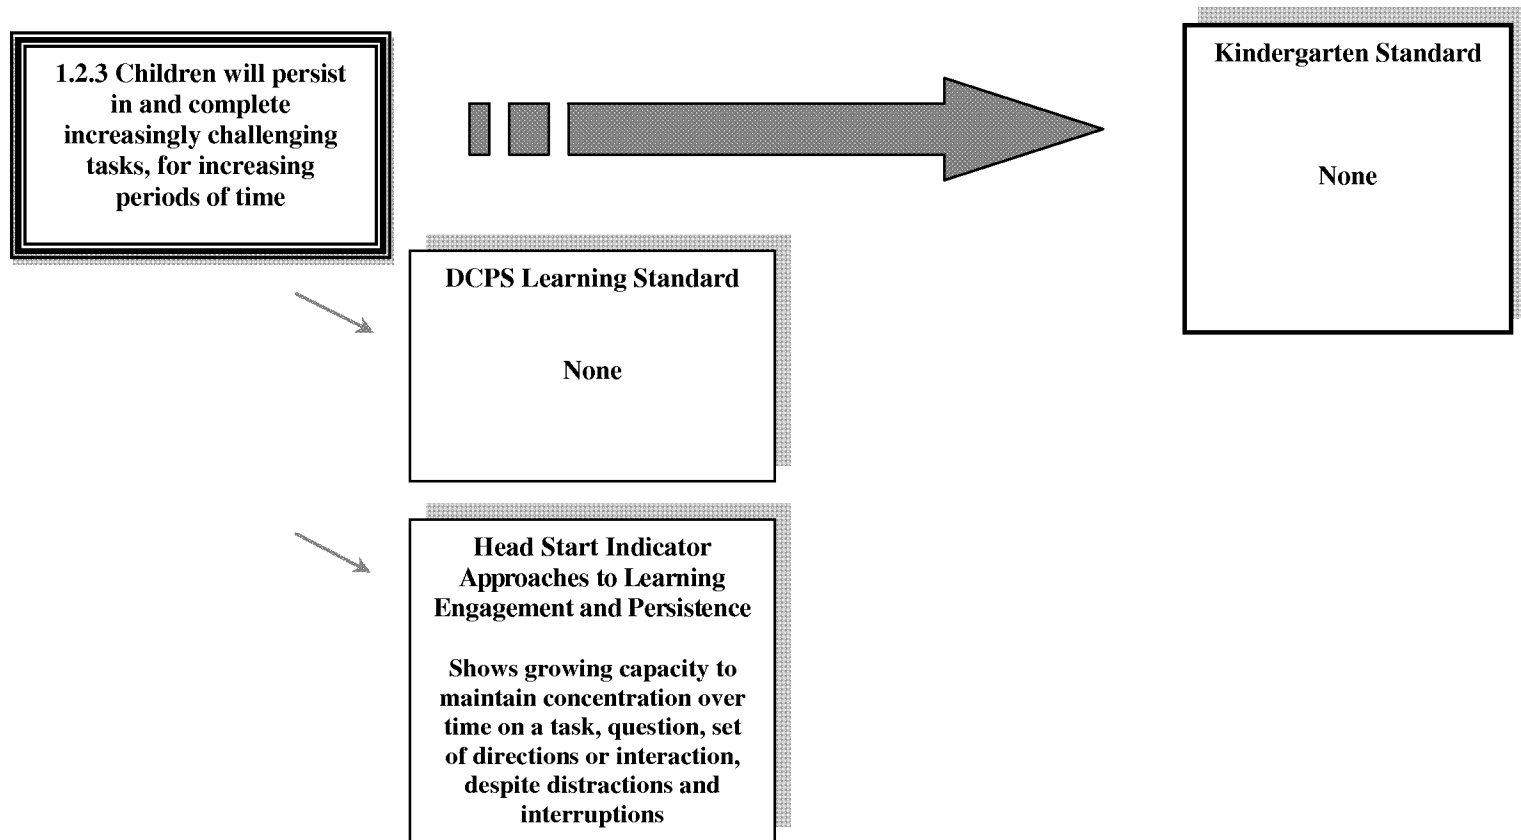 1.2.3 Children will persist
in and complete
increasingly challenging
tasks, for increasing
periods of time
Kindergarten Standard
None
DCPS Learning Standard
None
Head Start Indicator
Approaches to Learning
Engagement and Persistence
Shows growing capacity to
maintain concentration over
time on a task, question, set
of directions or interaction,
despite distractions and
interruptions